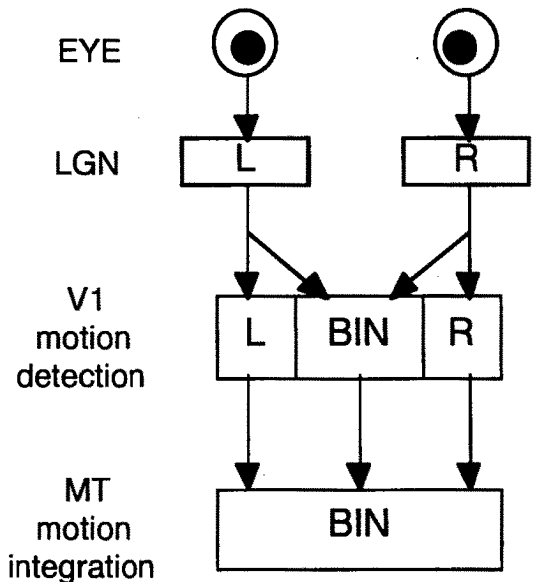 EYE
LGN
L
R
V1
motion
detection
L
BIN
R
MT
motion
integration
BIN